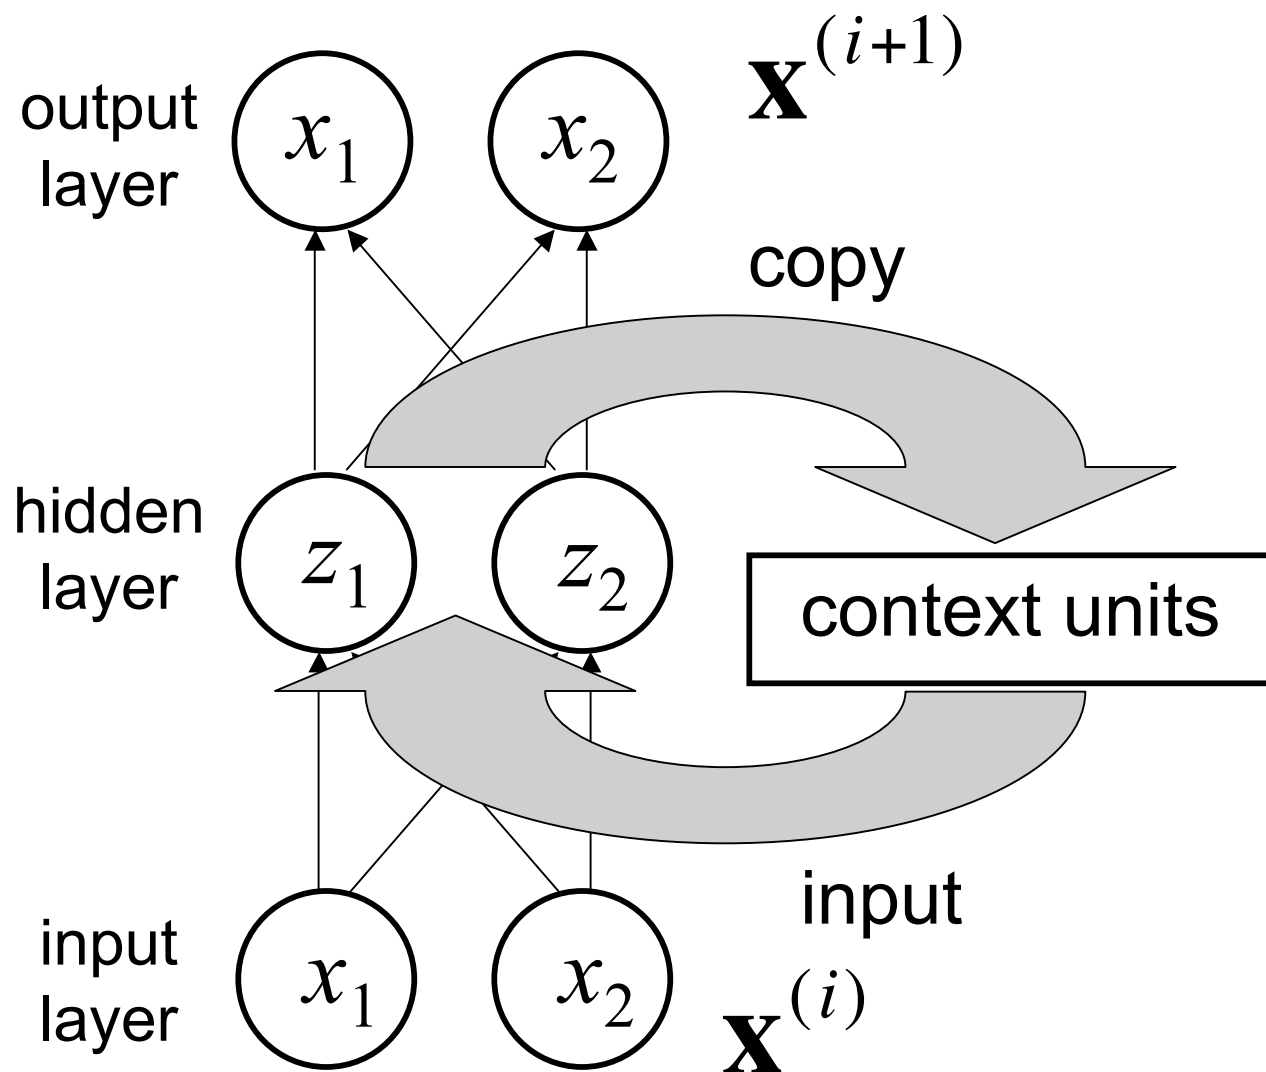 output
layer
x₁
x₂
𝐱⁽ⁱ⁺¹⁾
copy
hidden
layer
z₁
z₂
context units
input
input
layer
x₁
x₂
𝐱⁽ⁱ⁾